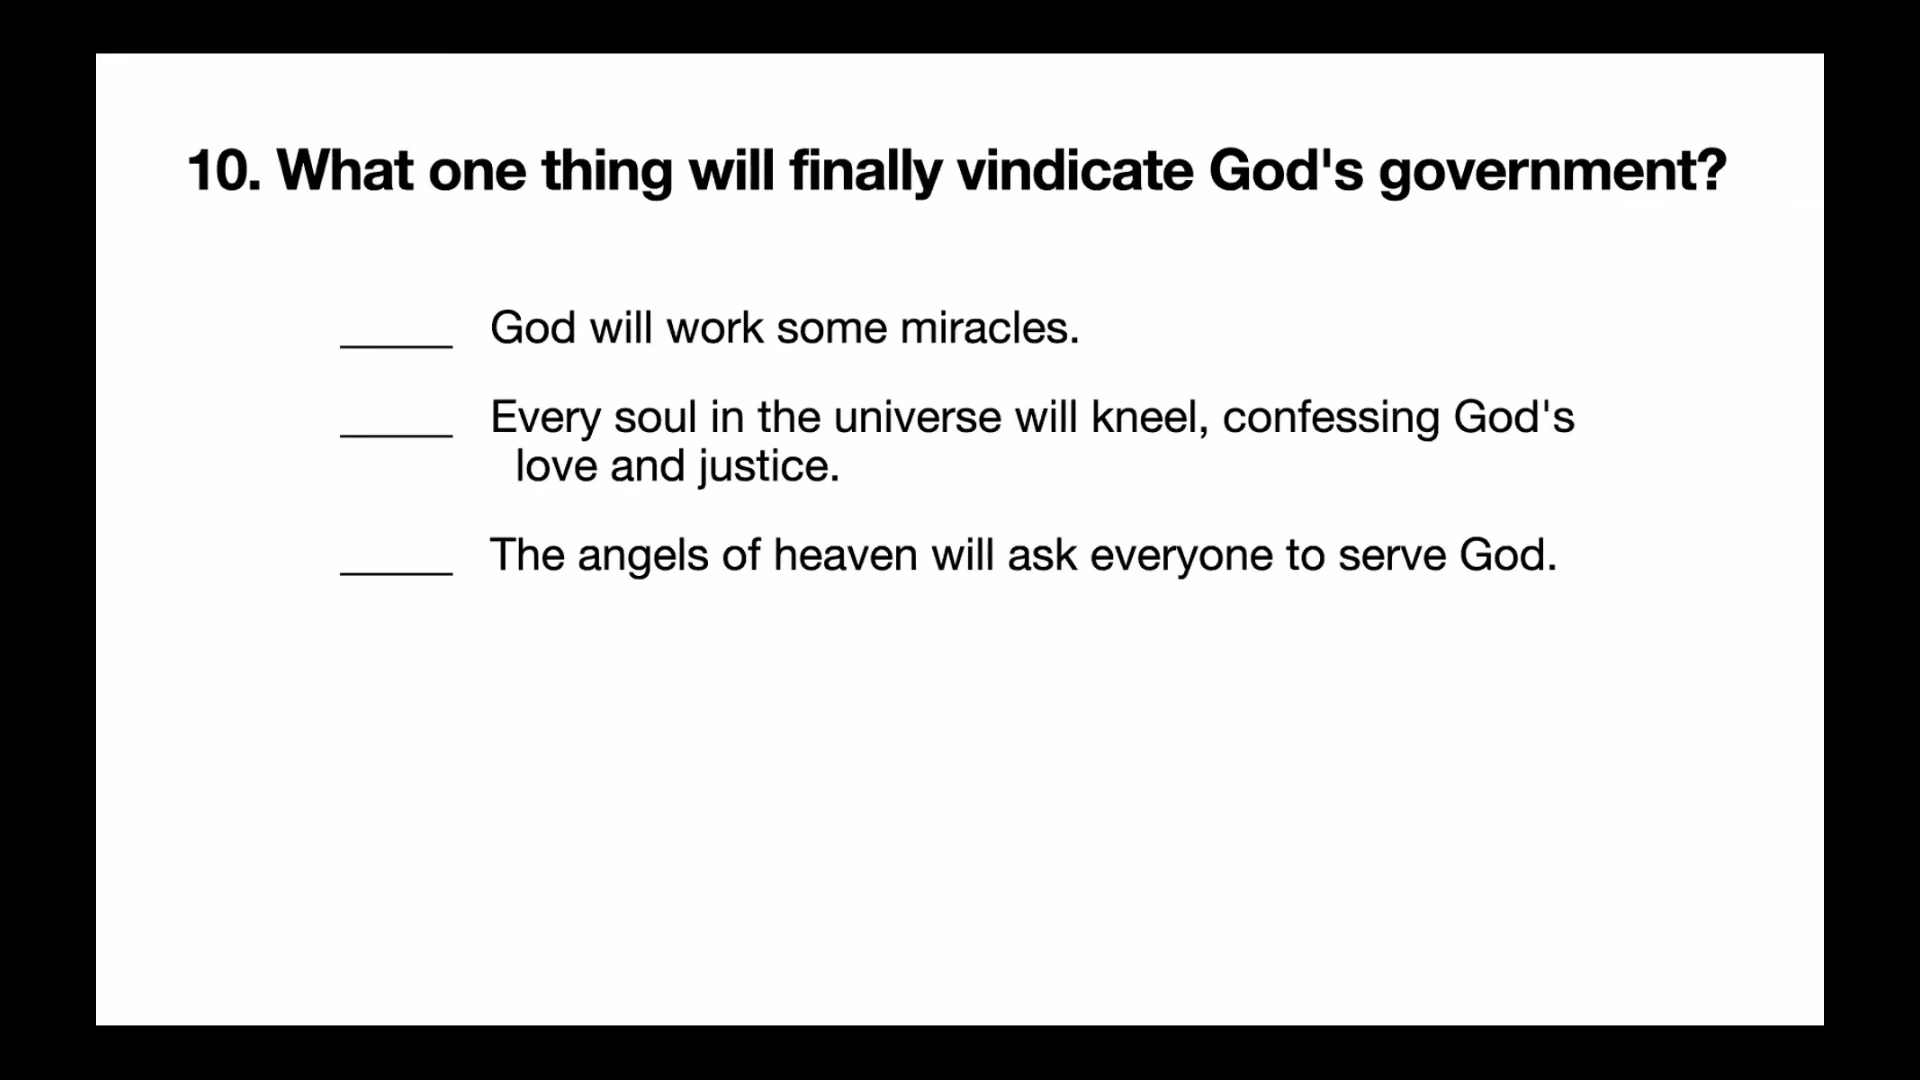 10. What one thing will finally vindicate God's government?
_____ God will work some miracles.
_____ Every soul in the universe will kneel, confessing God's
love and justice.
_____ The angels of heaven will ask everyone to serve God.